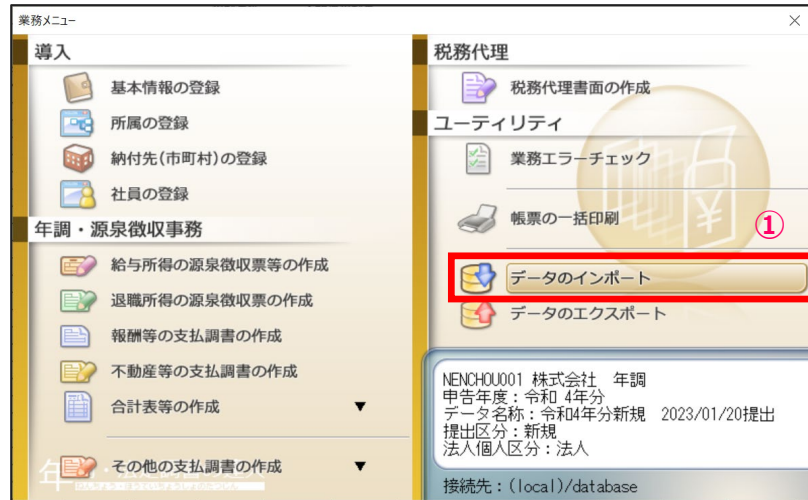 業務メニュー
導入
基本情報の登録
所属の登録
納付先(市町村)の登録
社員の登録
年調・源泉徴収事務
給与所得の源泉徴収票等の作成
退職所得の源泉徴収票の作成
報酬等の支払調書の作成
不動産等の支払調書の作成
合計表等の作成 ▼
その他の支払調書の作成 ▼
税務代理
税務代理書面の作成
ユーティリティ
業務エラーチェック
帳票の一括印刷
①
データのインポート
データのエクスポート
NENCHOU001 株式会社 年調
申告年度:令和 4年分
データ名称:令和4年分新規 2023/01/20提出
提出区分:新規
法人個人区分:法人
接続先:(local)/database